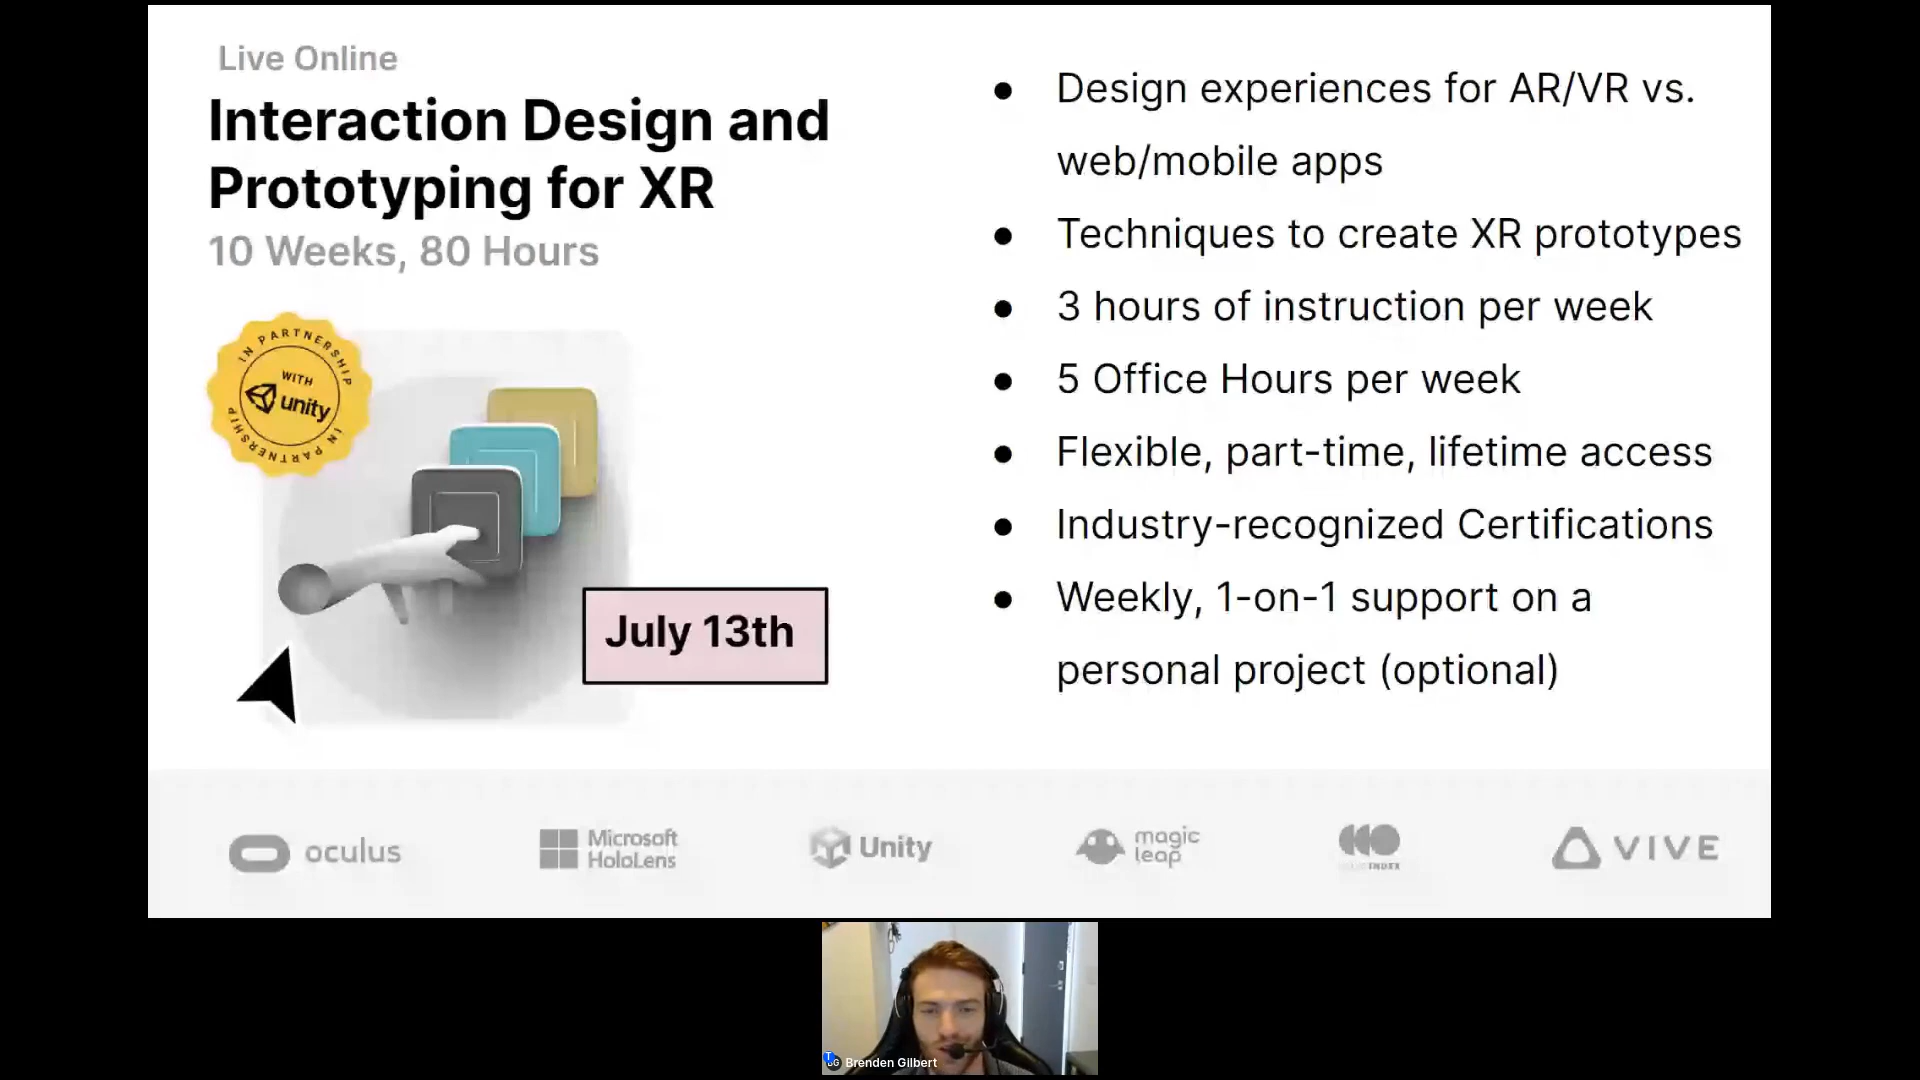 Live Online
Interaction Design and
Prototyping for XR
10 Weeks, 80 Hours
IN PARTNERSHIP
WITH
unity
IN PARTNERSHIP
July 13th
● Design experiences for AR/VR vs.
web/mobile apps
● Techniques to create XR prototypes
● 3 hours of instruction per week
● 5 Office Hours per week
● Flexible, part-time, lifetime access
● Industry-recognized Certifications
● Weekly, 1-on-1 support on a
personal project (optional)
oculus
Microsoft
HoloLens
Unity
magic
leap
INDEX
VIVE
Brenden Gilbert